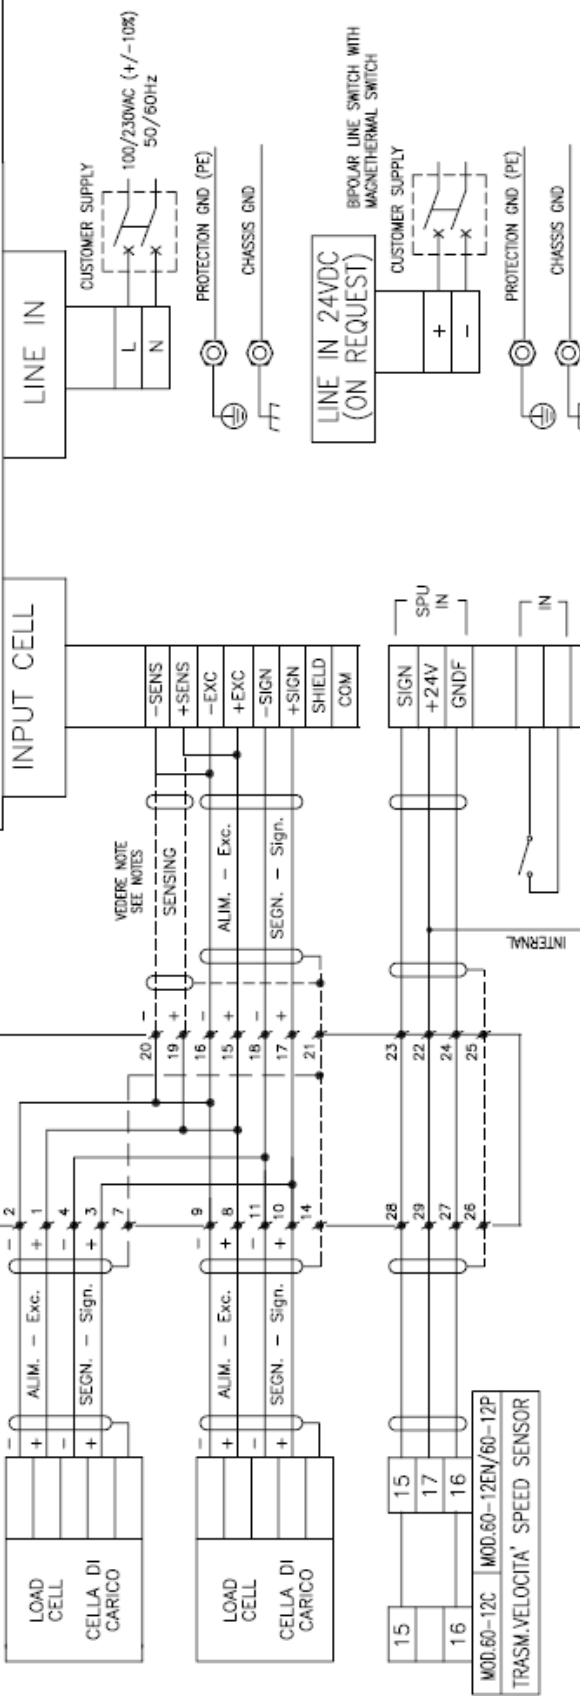 LINE IN
L
N
CUSTOMER SUPPLY
100/230VAC (+/-10%)
50/60Hz
PROTECTION GND (PE)
CHASSIS GND
LINE IN 24VDC
(ON REQUEST)
+
-
BIPOLAR LINE SWITCH WITH
MAGNETHERMAL SWITCH
CUSTOMER SUPPLY
PROTECTION GND (PE)
CHASSIS GND
INPUT CELL
-SENS
+SENS
-EXC
+EXC
-SIGN
+SIGN
SHIELD
COM
SIGN
+24V
GNDF
SPU
IN
IN
VEDERE NOTE
SEE NOTES
SENSING
ALIM. - Exc.
SEGN. - Sign.
INTERNAL
20 -
19 +
16 -
15 +
18 -
17 +
21
23
22
24
25
- 2
+ 1
- 4
+ 3
7
- 9
+ 8
- 11
+ 10
14
28
29
27
26
ALIM. - Exc.
SEGN. - Sign.
ALIM. - Exc.
SEGN. - Sign.
-
+
-
+
-
+
-
+
LOAD
CELL
CELLA DI
CARICO
LOAD
CELL
CELLA DI
CARICO
15
17
16
15
16
MOD.60-12C
MOD.60-12EN/60-12P
TRASM.VELOCITA' SPEED SENSOR